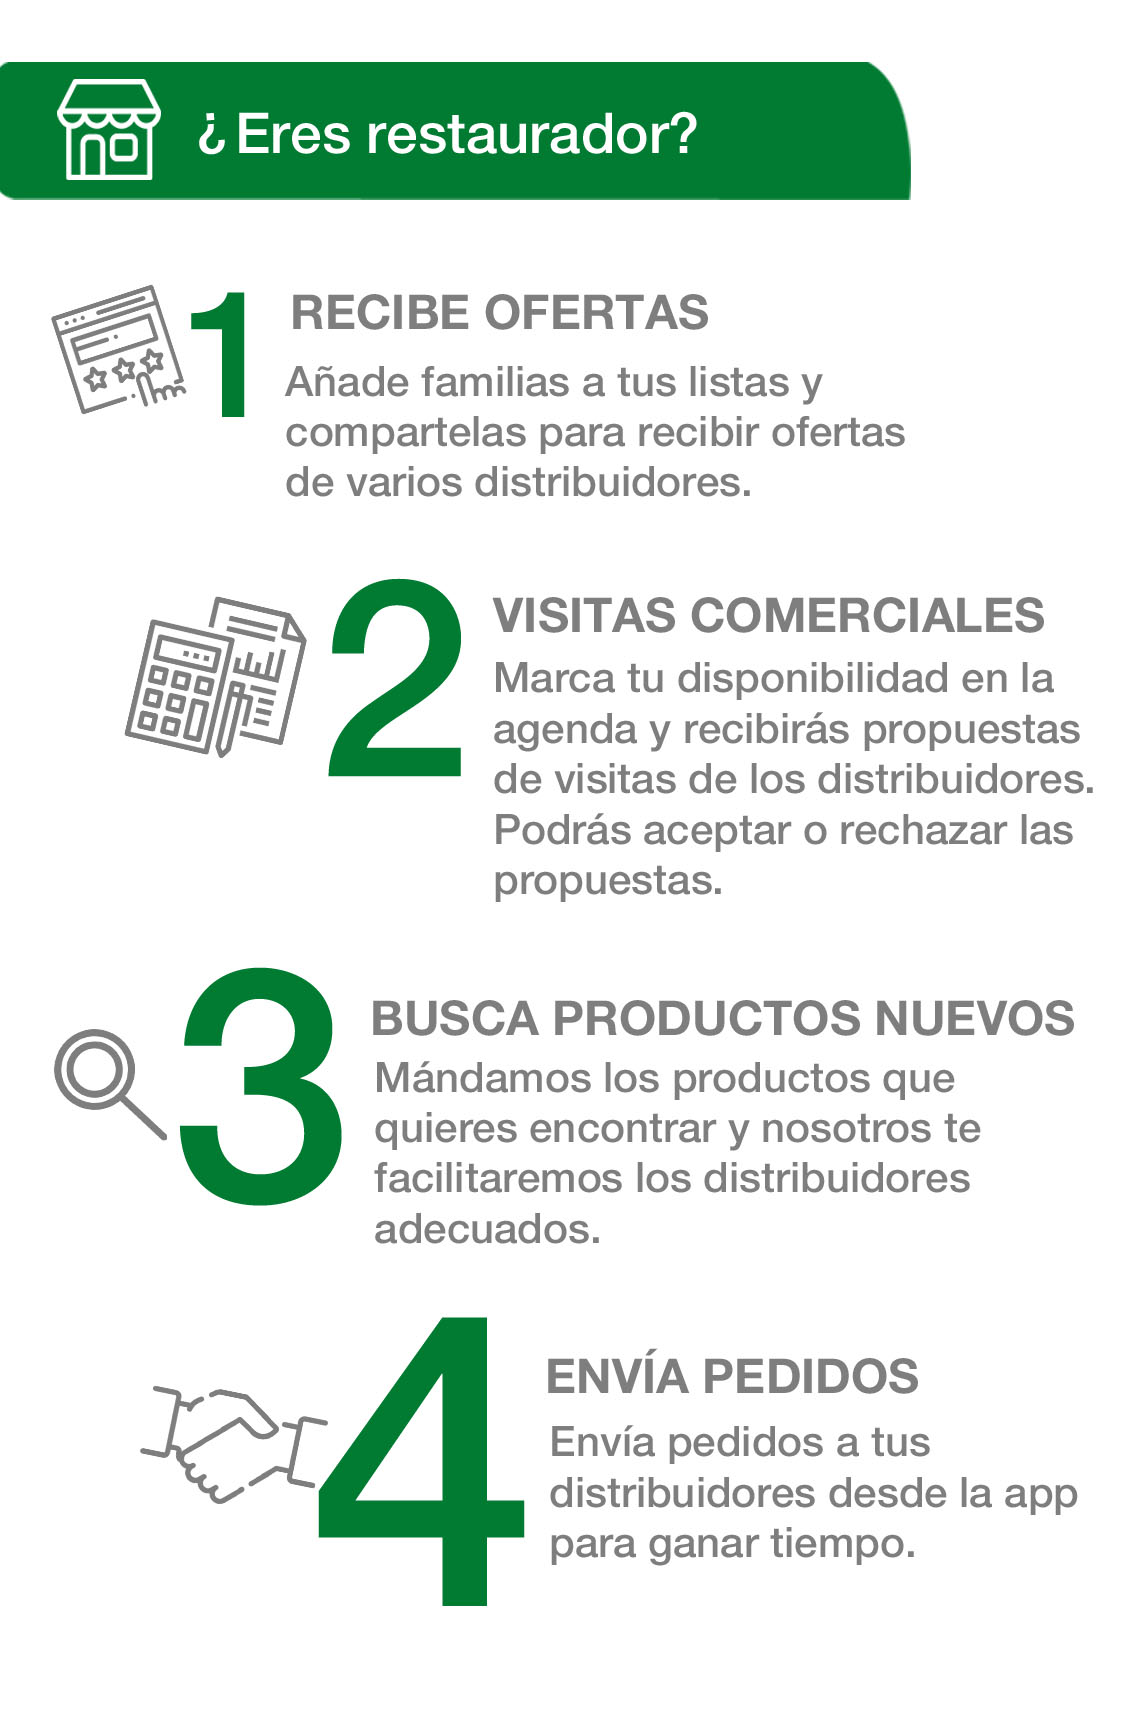 ¿Eres restaurador?
1
RECIBE OFERTAS
Añade familias a tus listas y
compartelas para recibir ofertas
de varios distribuidores.
2
VISITAS COMERCIALES
Marca tu disponibilidad en la
agenda y recibirás propuestas
de visitas de los distribuidores.
Podrás aceptar o rechazar las
propuestas.
3
BUSCA PRODUCTOS NUEVOS
Mándamos los productos que
quieres encontrar y nosotros te
facilitaremos los distribuidores
adecuados.
4
ENVÍA PEDIDOS
Envía pedidos a tus
distribuidores desde la app
para ganar tiempo.